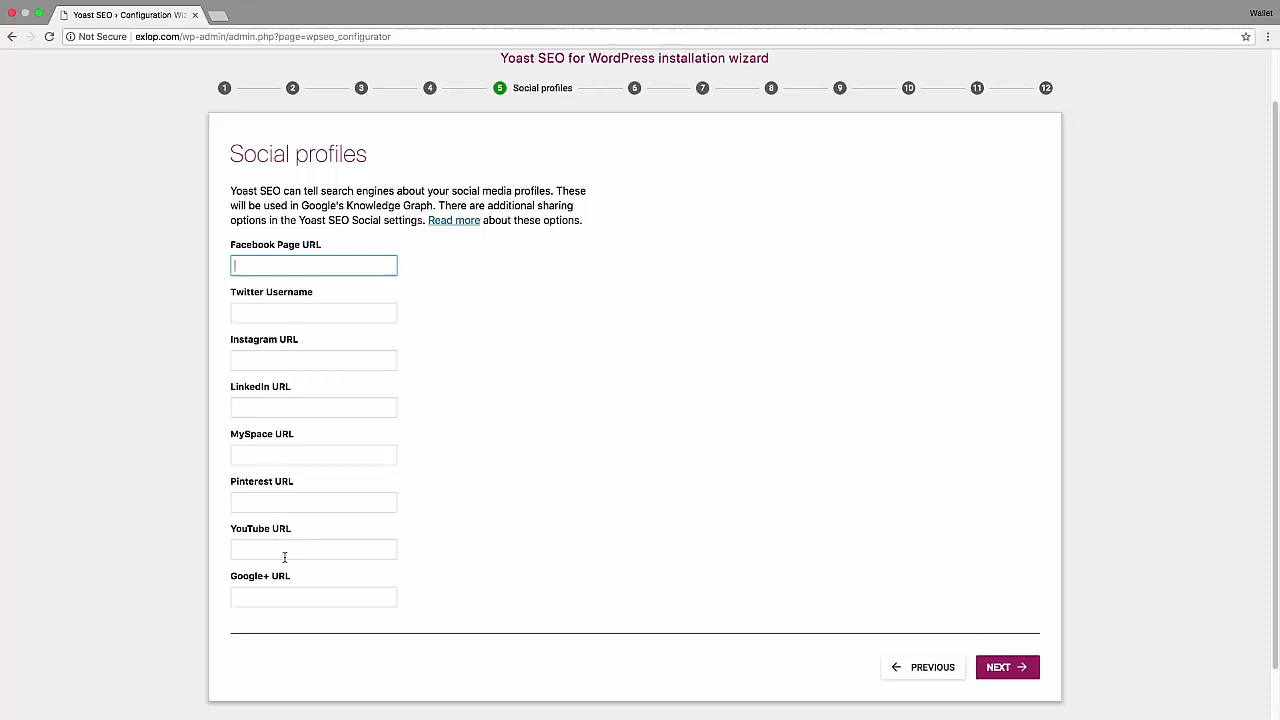 Wallet
Yoast SEO › Configuration Wiz
Not Secure exlop.com/wp-admin/admin.php?page=wpseo_configurator
Yoast SEO for WordPress installation wizard
1 2 3 4 5 Social profiles 6 7 8 9 10 11 12
Social profiles
Yoast SEO can tell search engines about your social media profiles. These
will be used in Google's Knowledge Graph. There are additional sharing
options in the Yoast SEO Social settings. Read more about these options.
Facebook Page URL
Twitter Username
Instagram URL
LinkedIn URL
MySpace URL
Pinterest URL
YouTube URL
Google+ URL
PREVIOUS NEXT